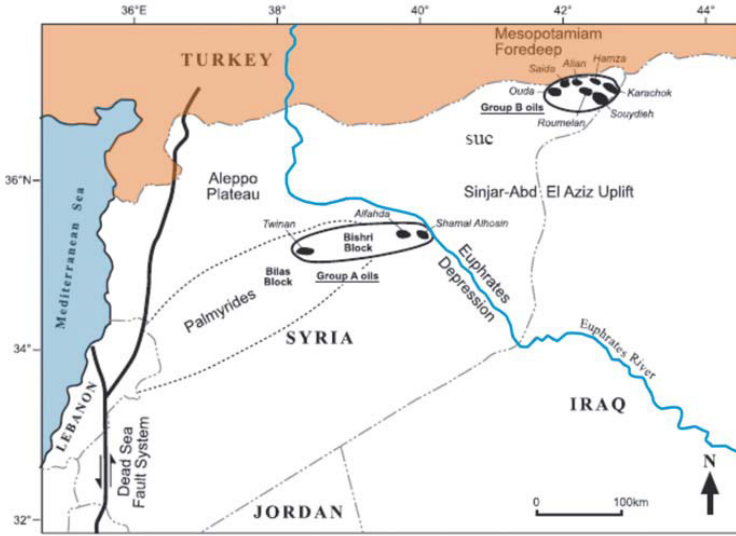 36°E
38°
40°
42°
44°
Mesopotamiam
Foredeep
TURKEY
Saida
Alian
Hamza
Ouda
Karachok
Group B oils
Roumelan
Souydieh
suc
36°N
Aleppo
Plateau
Sinjar-Abd El Aziz Uplift
Mediterranean Sea
Twinan
Alfahda
Shamal Alhosin
Bishri
Block
Bilas
Block
Group A oils
Euphrates
Depression
Palmyrides
SYRIA
34°
Euphrates River
LEBANON
IRAQ
Dead Sea
Fault System
N
JORDAN
0
100km
32°